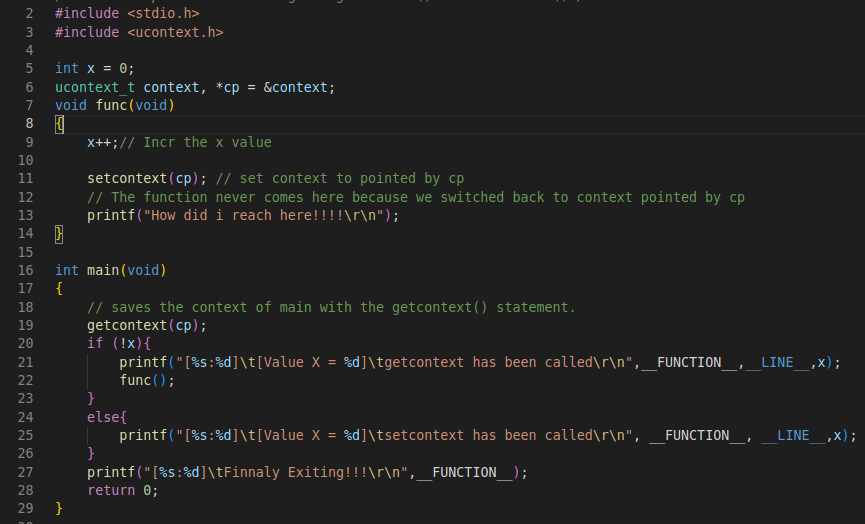 2 #include <stdio.h>
3 #include <ucontext.h>
4
5 int x = 0;
6 ucontext_t context, *cp = &context;
7 void func(void)
8 {
9     x++;// Incr the x value
10
11     setcontext(cp); // set context to pointed by cp
12     // The function never comes here because we switched back to context pointed by cp
13     printf("How did i reach here!!!!\r\n");
14 }
15
16 int main(void)
17 {
18     // saves the context of main with the getcontext() statement.
19     getcontext(cp);
20     if (!x){
21         printf("[%s:%d]\t[Value X = %d]\tgetcontext has been called\r\n",__FUNCTION__,__LINE__,x);
22         func();
23     }
24     else{
25         printf("[%s:%d]\t[Value X = %d]\tsetcontext has been called\r\n", __FUNCTION__, __LINE__,x);
26     }
27     printf("[%s:%d]\tFinnaly Exiting!!!\r\n",__FUNCTION__);
28     return 0;
29 }